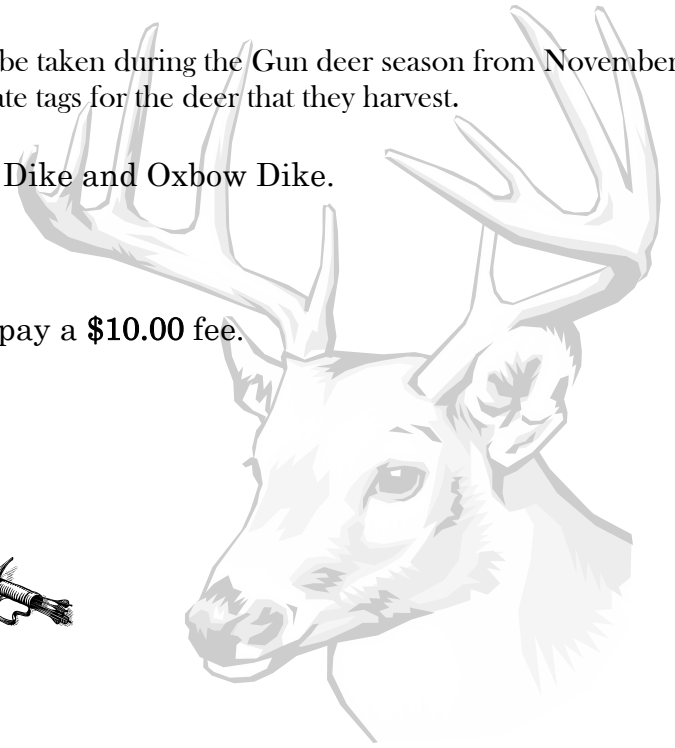 be taken during the Gun deer season from November
ate tags for the deer that they harvest.
Dike and Oxbow Dike.
pay a $10.00 fee.